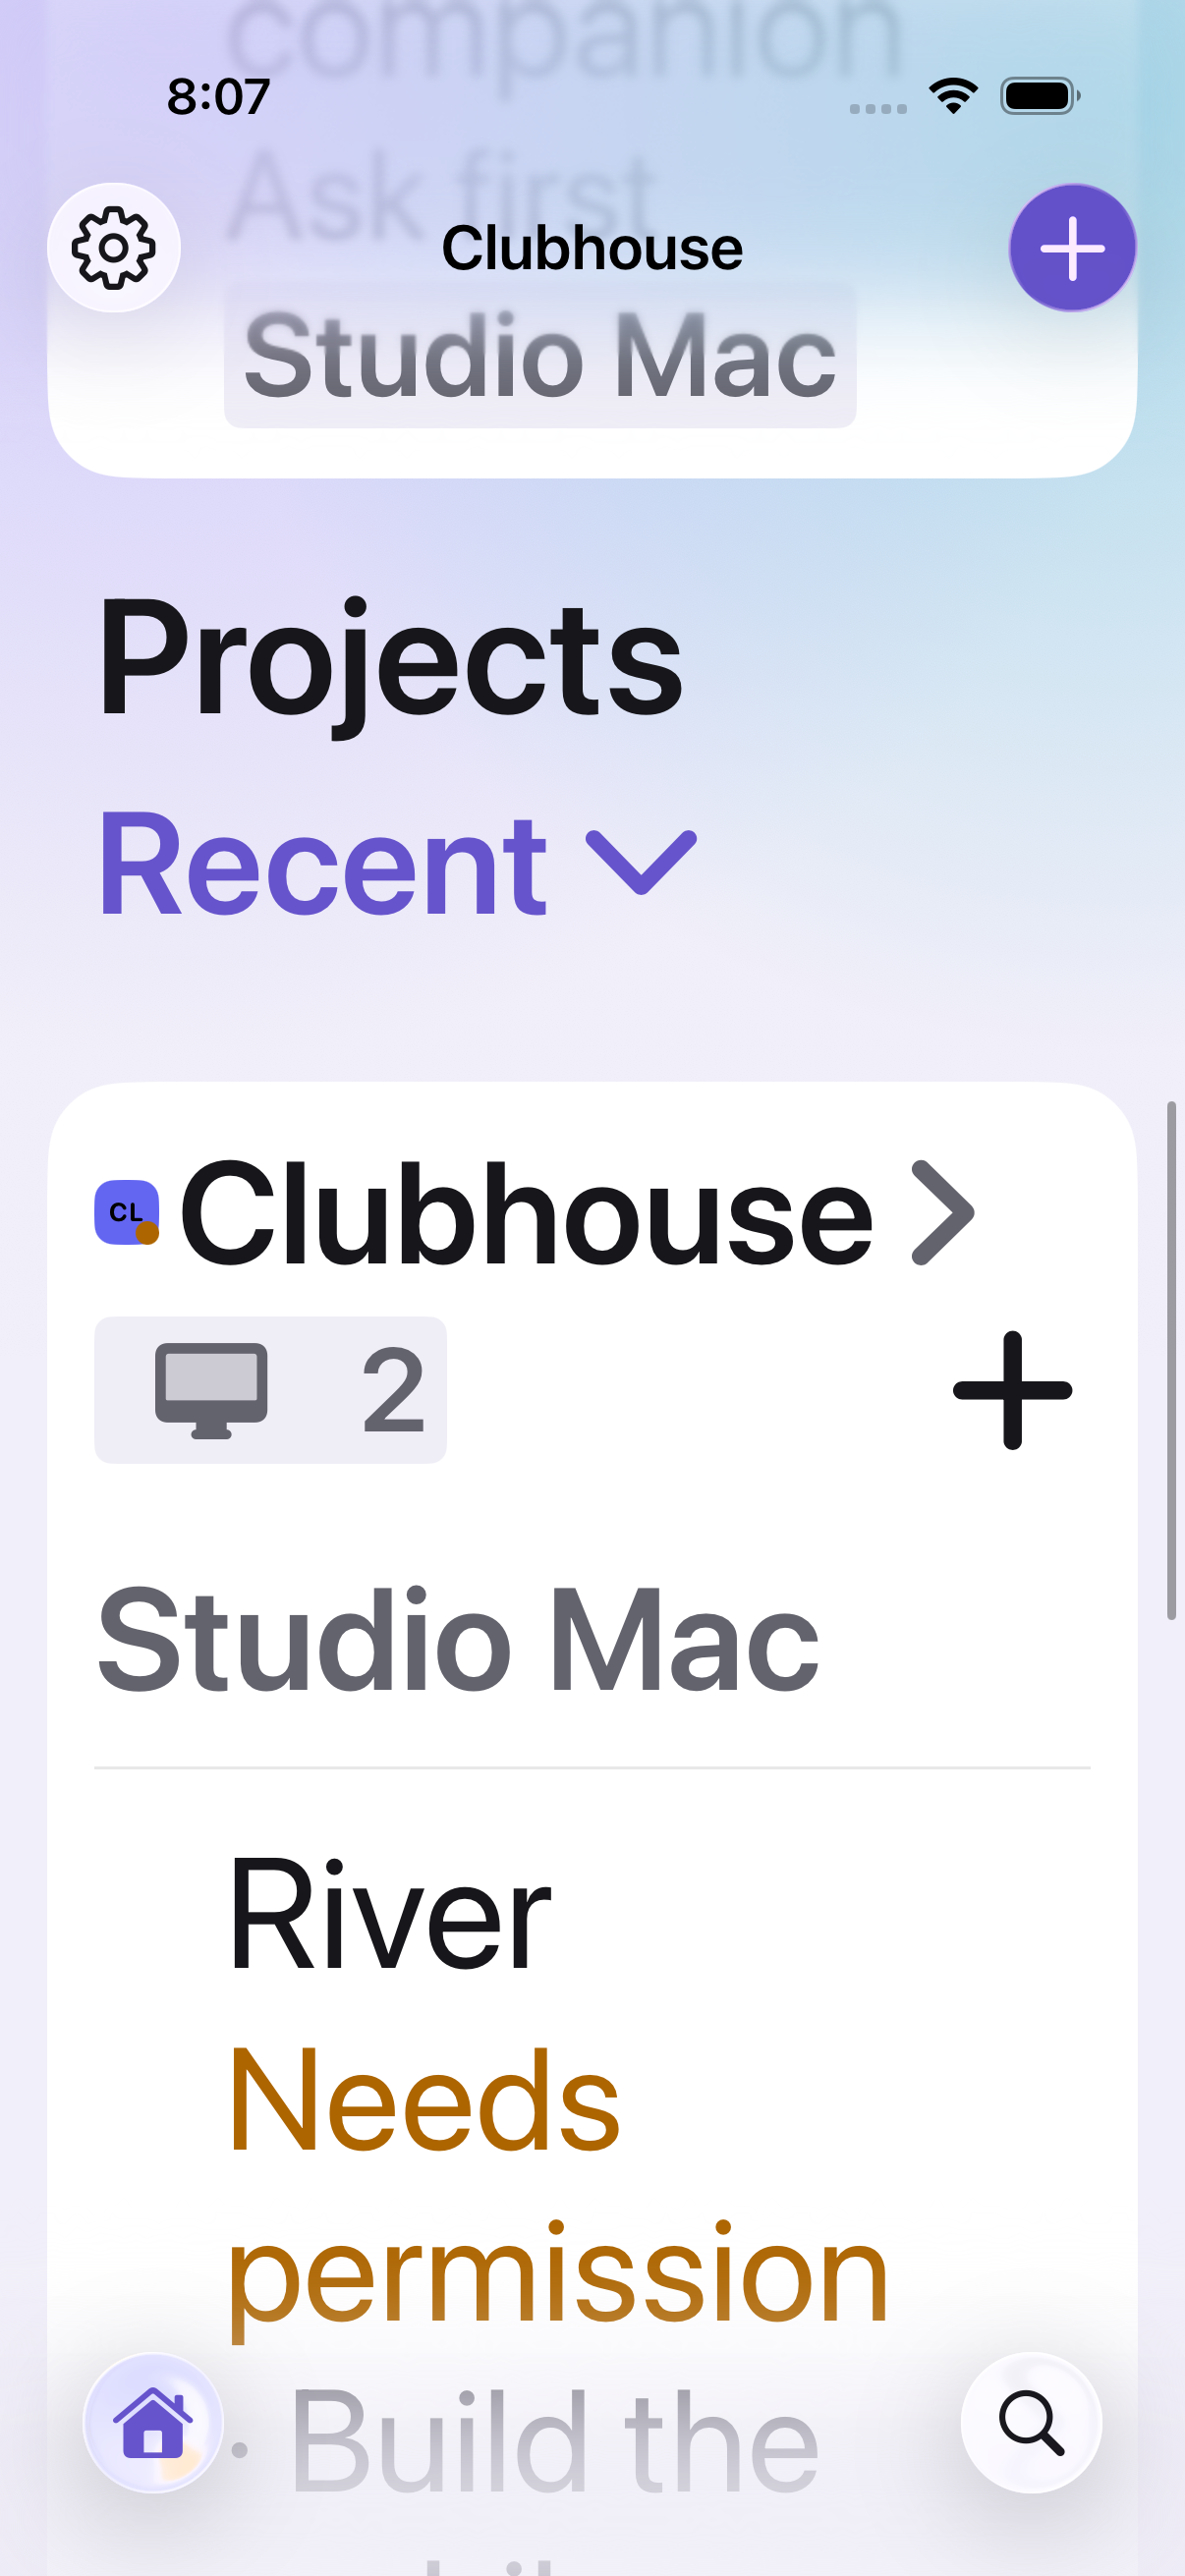 companion
8:07
Ask first
Clubhouse
Studio Mac
Projects
Recent
CL
Clubhouse
2
Studio Mac
River
Needs
permission
· Build the